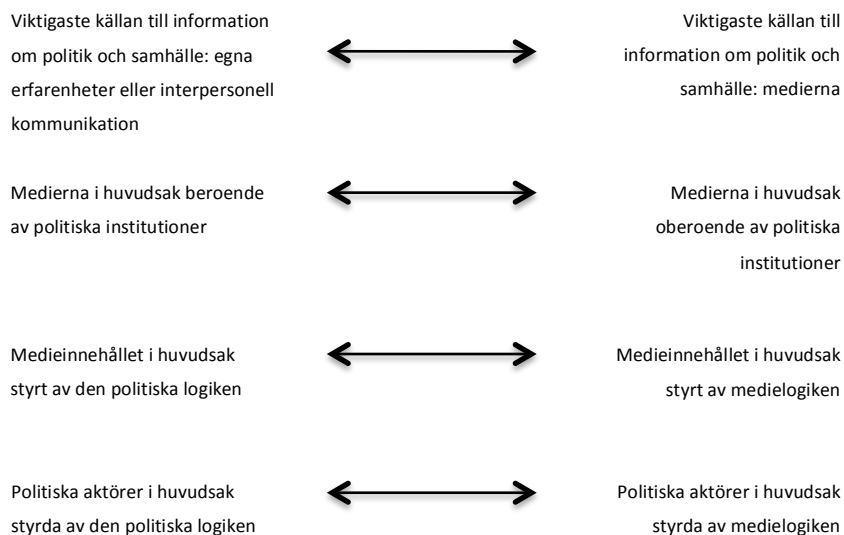 Viktigaste källan till information
om politik och samhälle: egna
erfarenheter eller interpersonell
kommunikation
Viktigaste källan till
information om politik och
samhälle: medierna
Medierna i huvudsak beroende
av politiska institutioner
Medierna i huvudsak
oberoende av politiska
institutioner
Medieinnehållet i huvudsak
styrt av den politiska logiken
Medieinnehållet i huvudsak
styrt av medielogiken
Politiska aktörer i huvudsak
styrda av den politiska logiken
Politiska aktörer i huvudsak
styrda av medielogiken